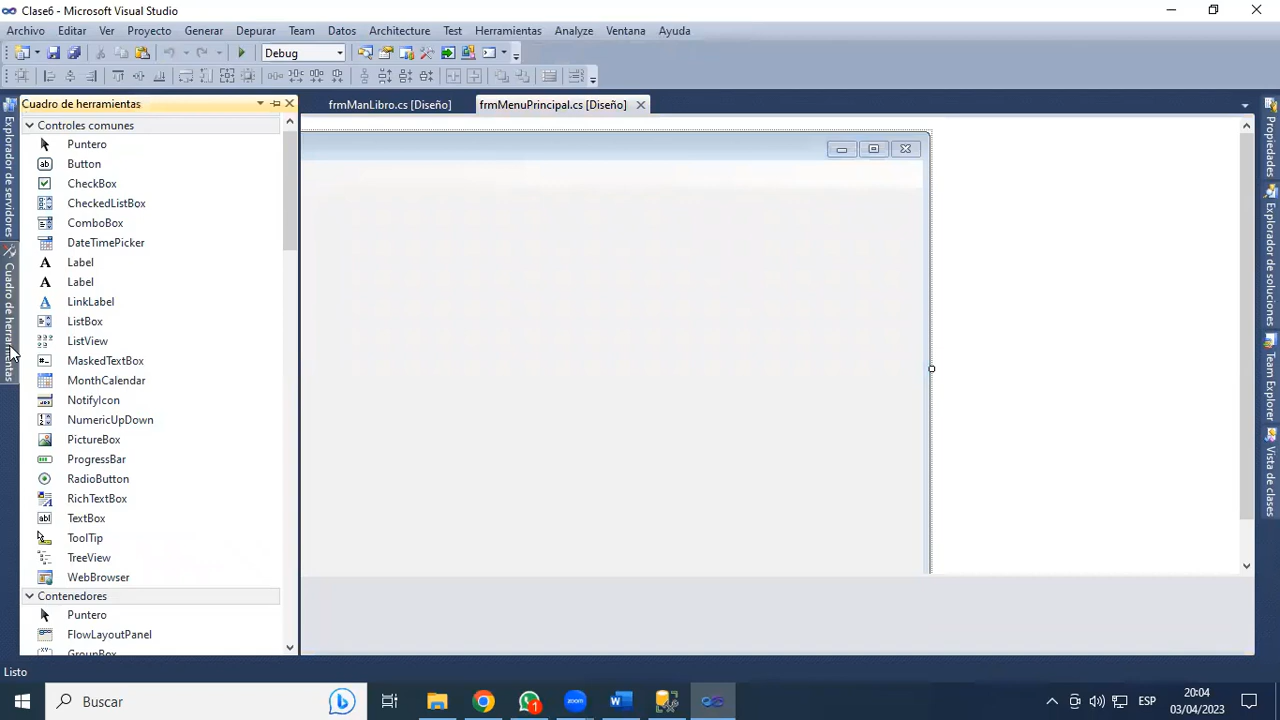 Clase6 - Microsoft Visual Studio
Archivo Editar Ver Proyecto Generar Depurar Team Datos Architecture Test Herramientas Analyze Ventana Ayuda
Debug
Cuadro de herramientas
frmManLibro.cs [Diseño]
frmMenuPrincipal.cs [Diseño]
Explorador de servidores
Cuadro de herramientas
Controles comunes
Puntero
Button
CheckBox
CheckedListBox
ComboBox
DateTimePicker
Label
Label
LinkLabel
ListBox
ListView
MaskedTextBox
MonthCalendar
NotifyIcon
NumericUpDown
PictureBox
ProgressBar
RadioButton
RichTextBox
TextBox
ToolTip
TreeView
WebBrowser
Contenedores
Puntero
FlowLayoutPanel
GroupBox
Propiedades
Explorador de soluciones
Team Explorer
Vista de clases
Listo
Buscar
ESP
20:04
03/04/2023